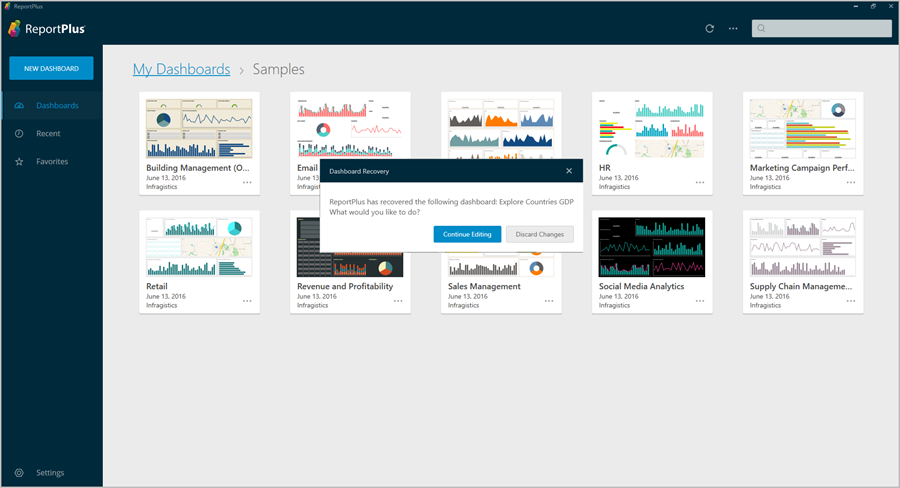 ReportPlus
ReportPlus
NEW DASHBOARD
Dashboards
Recent
Favorites
Settings
My Dashboards > Samples
Building Management (O...
June 13, 2016
Infragistics
Email
June 13,
Infragist
HR
June 13, 2016
Infragistics
Marketing Campaign Perf...
June 13, 2016
Infragistics
Dashboard Recovery
ReportPlus has recovered the following dashboard: Explore Countries GDP
What would you like to do?
Continue Editing
Discard Changes
Retail
June 13, 2016
Infragistics
Revenue and Profitability
June 13, 2016
Infragistics
Sales Management
June 13, 2016
Infragistics
Social Media Analytics
June 13, 2016
Infragistics
Supply Chain Manageme...
June 13, 2016
Infragistics